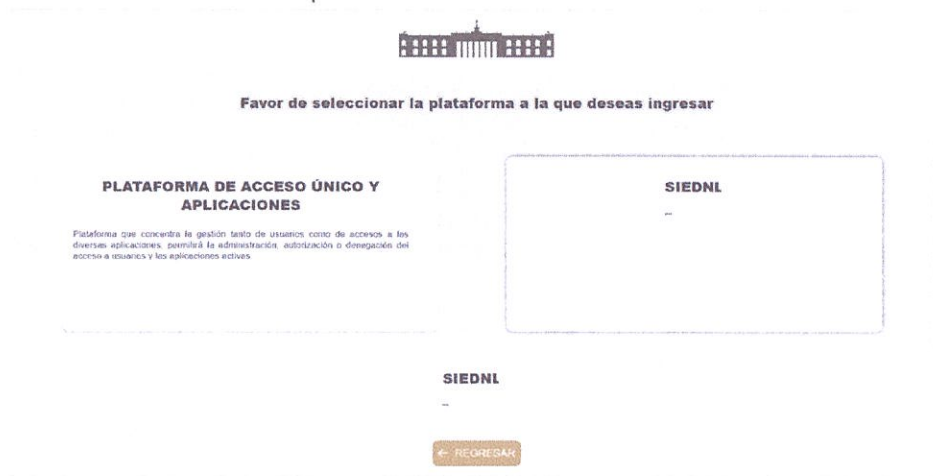 Favor de seleccionar la plataforma a la que deseas ingresar
PLATAFORMA DE ACCESO ÚNICO Y
APLICACIONES
Plataforma que concentra la gestión tanto de usuarios como de accesos a las
diversas aplicaciones, permitirá la administración, autorización o denegación del
acceso a usuarios y las aplicaciones activas
SIEDNL
--
SIEDNL
--
← REGRESAR